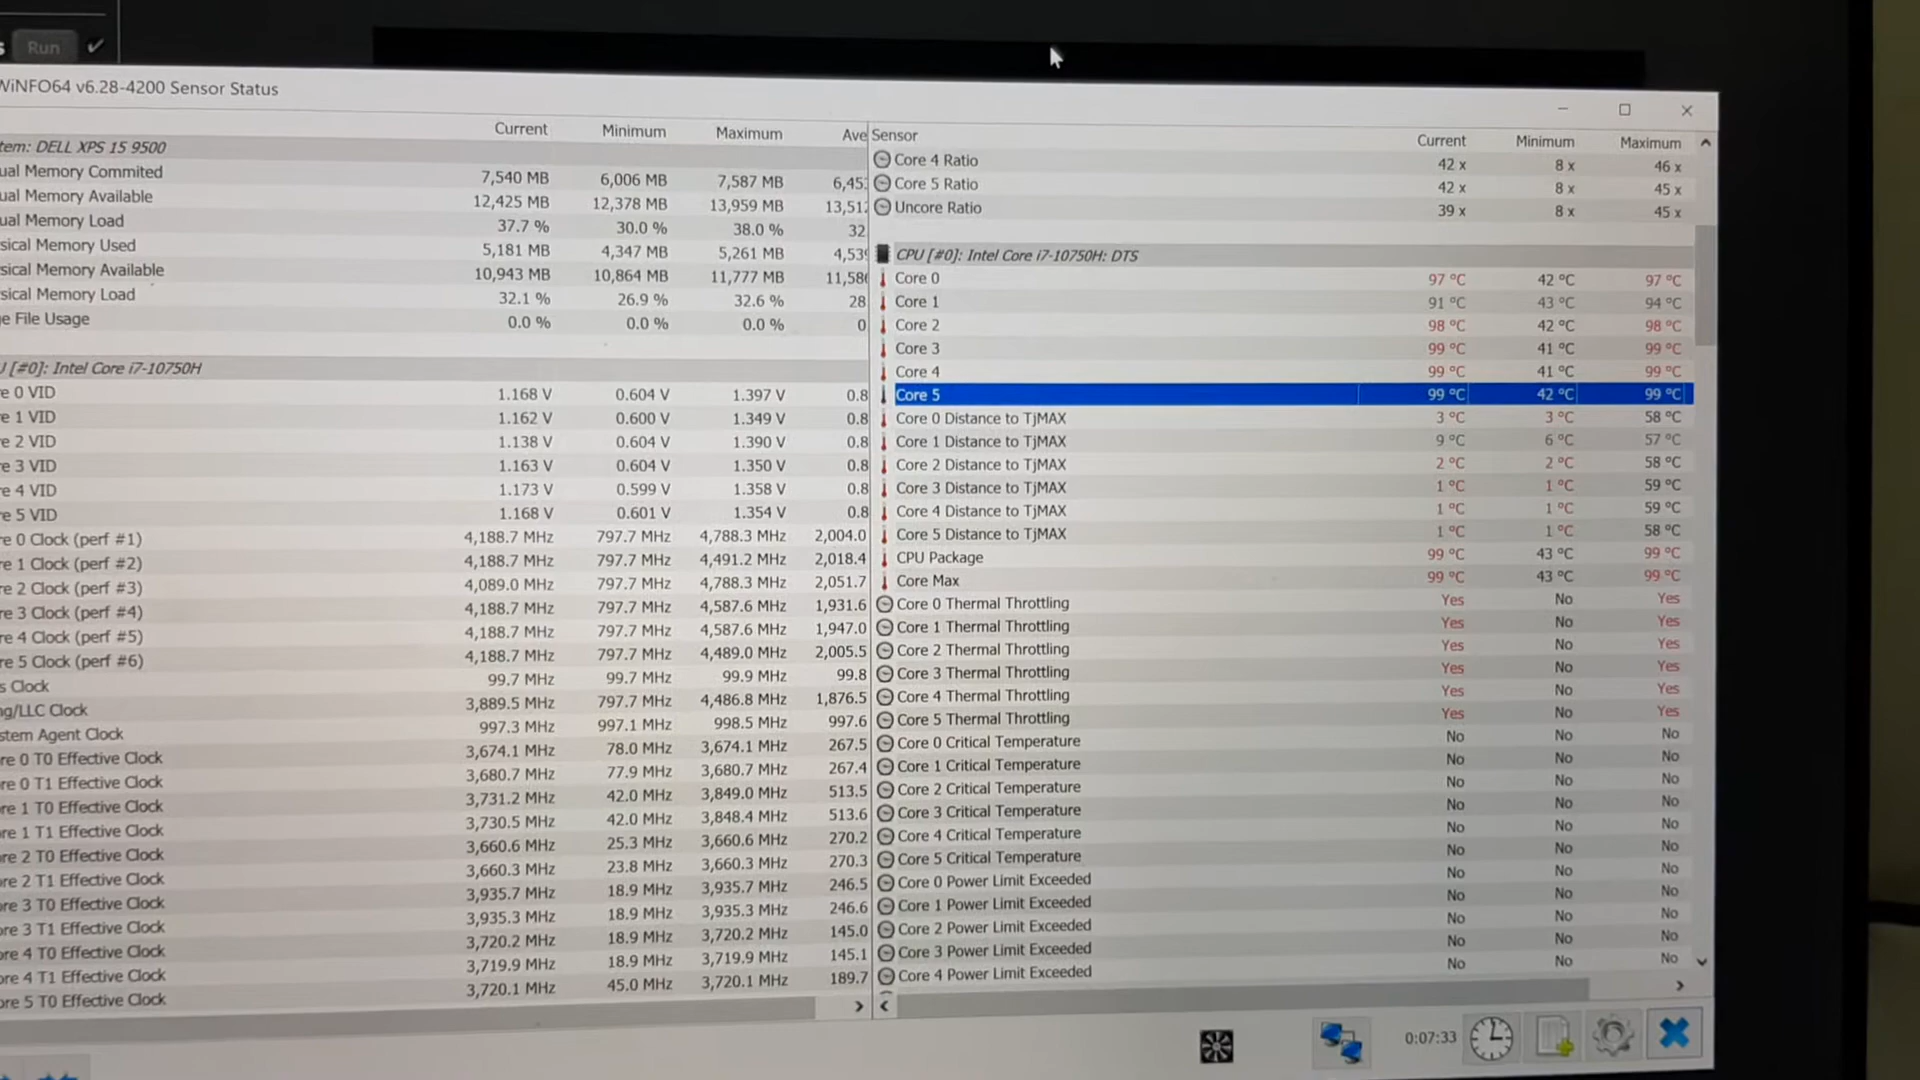 s Run
WiNFO64 v6.28-4200 Sensor Status
Current Minimum Maximum Ave
tem: DELL XPS 15 9500
ual Memory Commited 7,540 MB 6,006 MB 7,587 MB 6,45
ual Memory Available 12,425 MB 12,378 MB 13,959 MB 13,51
ual Memory Load 37.7 % 30.0 % 38.0 % 32
sical Memory Used 5,181 MB 4,347 MB 5,261 MB 4,53
sical Memory Available 10,943 MB 10,864 MB 11,777 MB 11,58
sical Memory Load 32.1 % 26.9 % 32.6 % 28
e File Usage 0.0 % 0.0 % 0.0 % 0
U [#0]: Intel Core i7-10750H
e 0 VID 1.168 V 0.604 V 1.397 V 0.8
e 1 VID 1.162 V 0.600 V 1.349 V 0.8
e 2 VID 1.138 V 0.604 V 1.390 V 0.8
e 3 VID 1.163 V 0.604 V 1.350 V 0.8
e 4 VID 1.173 V 0.599 V 1.358 V 0.8
e 5 VID 1.168 V 0.601 V 1.354 V 0.8
e 0 Clock (perf #1) 4,188.7 MHz 797.7 MHz 4,788.3 MHz 2,004.0
e 1 Clock (perf #2) 4,188.7 MHz 797.7 MHz 4,491.2 MHz 2,018.4
e 2 Clock (perf #3) 4,089.0 MHz 797.7 MHz 4,788.3 MHz 2,051.7
e 3 Clock (perf #4) 4,188.7 MHz 797.7 MHz 4,587.6 MHz 1,931.6
e 4 Clock (perf #5) 4,188.7 MHz 797.7 MHz 4,587.6 MHz 1,947.0
e 5 Clock (perf #6) 4,188.7 MHz 797.7 MHz 4,489.0 MHz 2,005.5
s Clock 99.7 MHz 99.7 MHz 99.9 MHz 99.8
ng/LLC Clock 3,889.5 MHz 797.7 MHz 4,486.8 MHz 1,876.5
stem Agent Clock 997.3 MHz 997.1 MHz 998.5 MHz 997.6
re 0 T0 Effective Clock 3,674.1 MHz 78.0 MHz 3,674.1 MHz 267.5
re 0 T1 Effective Clock 3,680.7 MHz 77.9 MHz 3,680.7 MHz 267.4
re 1 T0 Effective Clock 3,731.2 MHz 42.0 MHz 3,849.0 MHz 513.5
re 1 T1 Effective Clock 3,730.5 MHz 42.0 MHz 3,848.4 MHz 513.6
re 2 T0 Effective Clock 3,660.6 MHz 25.3 MHz 3,660.6 MHz 270.2
re 2 T1 Effective Clock 3,660.3 MHz 23.8 MHz 3,660.3 MHz 270.3
re 3 T0 Effective Clock 3,935.7 MHz 18.9 MHz 3,935.7 MHz 246.5
re 3 T1 Effective Clock 3,935.3 MHz 18.9 MHz 3,935.3 MHz 246.6
re 4 T0 Effective Clock 3,720.2 MHz 18.9 MHz 3,720.2 MHz 145.0
re 4 T1 Effective Clock 3,719.9 MHz 18.9 MHz 3,719.9 MHz 145.1
re 5 T0 Effective Clock 3,720.1 MHz 45.0 MHz 3,720.1 MHz 189.7
Sensor Current Minimum Maximum
Core 4 Ratio 42 x 8 x 46 x
Core 5 Ratio 42 x 8 x 45 x
Uncore Ratio 39 x 8 x 45 x
CPU [#0]: Intel Core i7-10750H: DTS
Core 0 97 °C 42 °C 97 °C
Core 1 91 °C 43 °C 94 °C
Core 2 98 °C 42 °C 98 °C
Core 3 99 °C 41 °C 99 °C
Core 4 99 °C 41 °C 99 °C
Core 5 99 °C 42 °C 99 °C
Core 0 Distance to TjMAX 3 °C 3 °C 58 °C
Core 1 Distance to TjMAX 9 °C 6 °C 57 °C
Core 2 Distance to TjMAX 2 °C 2 °C 58 °C
Core 3 Distance to TjMAX 1 °C 1 °C 59 °C
Core 4 Distance to TjMAX 1 °C 1 °C 59 °C
Core 5 Distance to TjMAX 1 °C 1 °C 58 °C
CPU Package 99 °C 43 °C 99 °C
Core Max 99 °C 43 °C 99 °C
Core 0 Thermal Throttling Yes No Yes
Core 1 Thermal Throttling Yes No Yes
Core 2 Thermal Throttling Yes No Yes
Core 3 Thermal Throttling Yes No Yes
Core 4 Thermal Throttling Yes No Yes
Core 5 Thermal Throttling Yes No Yes
Core 0 Critical Temperature No No No
Core 1 Critical Temperature No No No
Core 2 Critical Temperature No No No
Core 3 Critical Temperature No No No
Core 4 Critical Temperature No No No
Core 5 Critical Temperature No No No
Core 0 Power Limit Exceeded No No No
Core 1 Power Limit Exceeded No No No
Core 2 Power Limit Exceeded No No No
Core 3 Power Limit Exceeded No No No
Core 4 Power Limit Exceeded No No No
0:07:33